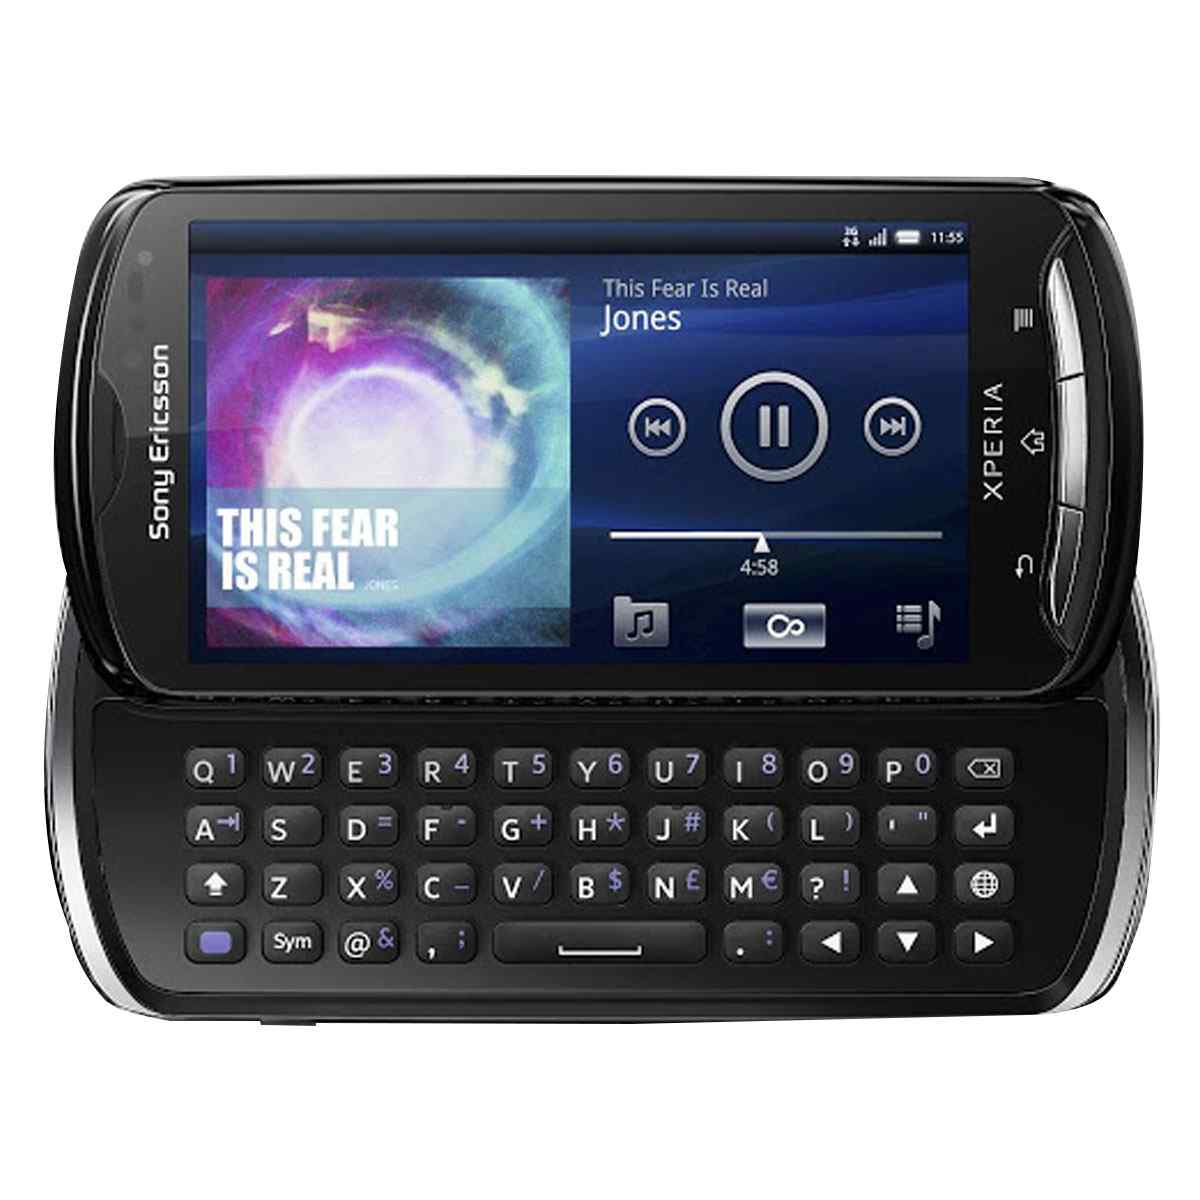 Sony Ericsson
3G
11:55
This Fear Is Real
Jones
THIS FEAR
IS REAL JONES
4:58
XPERIA
Q 1 W 2 E 3 R 4 T 5 Y 6 U 7 I 8 O 9 P 0
A S D = F - G + H * J # K ( L ) ' "
Z X % C _ V / B $ N £ M € ? !
Sym @ & , ; . :